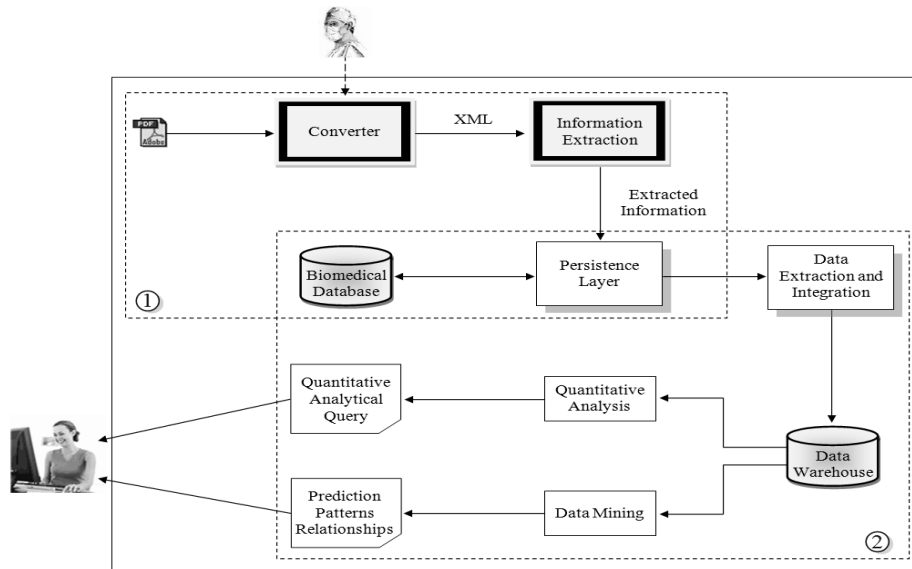 PDF
Adobe
Converter
XML
Information
Extraction
Extracted
Information
Biomedical
Database
Persistence
Layer
Data
Extraction and
Integration
1
Quantitative
Analytical
Query
Quantitative
Analysis
Data
Warehouse
Prediction
Patterns
Relationships
Data Mining
2